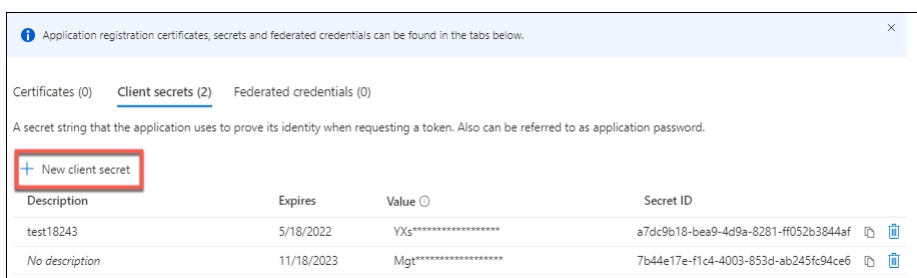 Application registration certificates, secrets and federated credentials can be found in the tabs below.
Certificates (0) Client secrets (2) Federated credentials (0)
A secret string that the application uses to prove its identity when requesting a token. Also can be referred to as application password.
New client secret
Description Expires Value Secret ID
test18243 5/18/2022 YXs****************** a7dc9b18-bea9-4d9a-8281-ff052b3844af
No description 11/18/2023 Mgt****************** 7b44e17e-f1c4-4003-853d-ab245fc94ce6